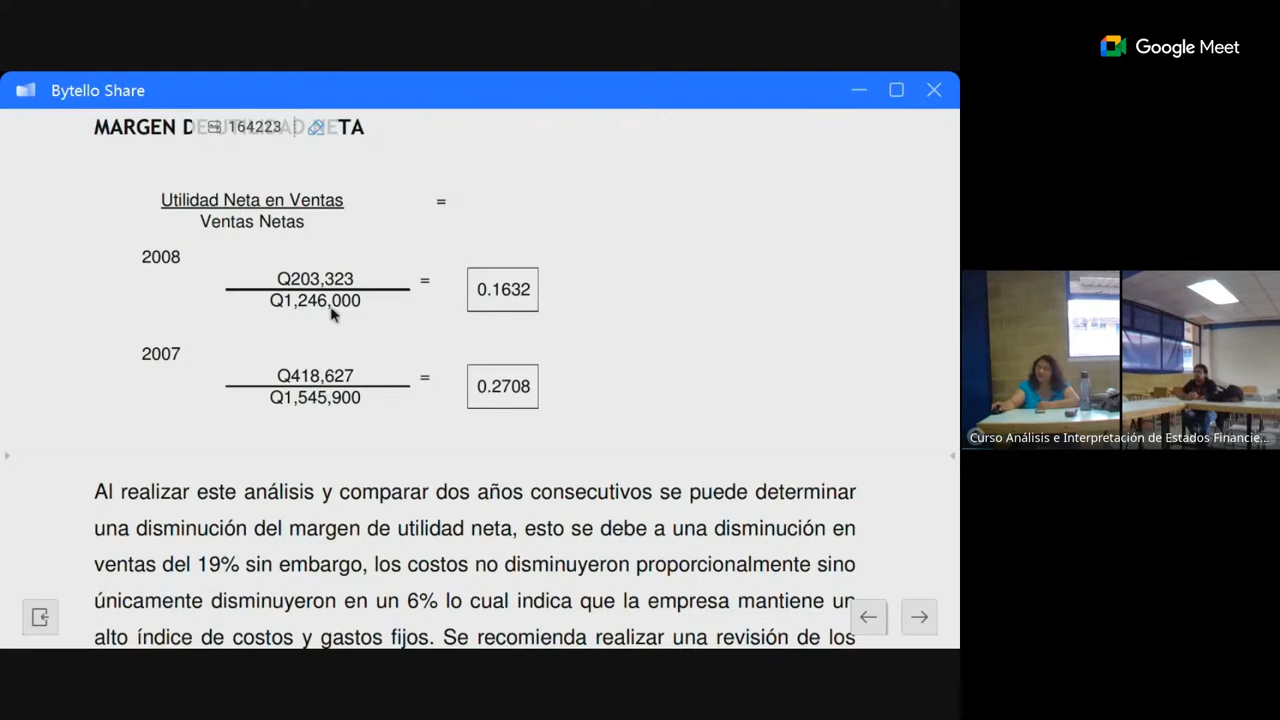 Google Meet
Bytello Share
MARGEN DE UTILIDAD NETA
164223
Utilidad Neta en Ventas =
Ventas Netas
2008
Q203,323 = 0.1632
Q1,246,000
2007
Q418,627 = 0.2708
Q1,545,900
Al realizar este análisis y comparar dos años consecutivos se puede determinar
una disminución del margen de utilidad neta, esto se debe a una disminución en
ventas del 19% sin embargo, los costos no disminuyeron proporcionalmente sino
únicamente disminuyeron en un 6% lo cual indica que la empresa mantiene un
alto índice de costos y gastos fijos. Se recomienda realizar una revisión de los
Curso Análisis e Interpretación de Estados Financie...